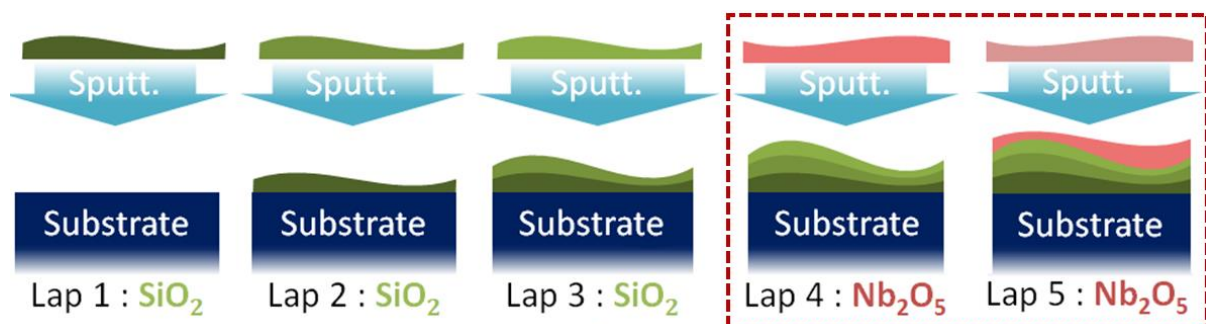 Sputt. Sputt. Sputt. Sputt. Sputt.
Substrate Substrate Substrate Substrate Substrate
Lap 1 : SiO₂ Lap 2 : SiO₂ Lap 3 : SiO₂ Lap 4 : Nb₂O₅ Lap 5 : Nb₂O₅